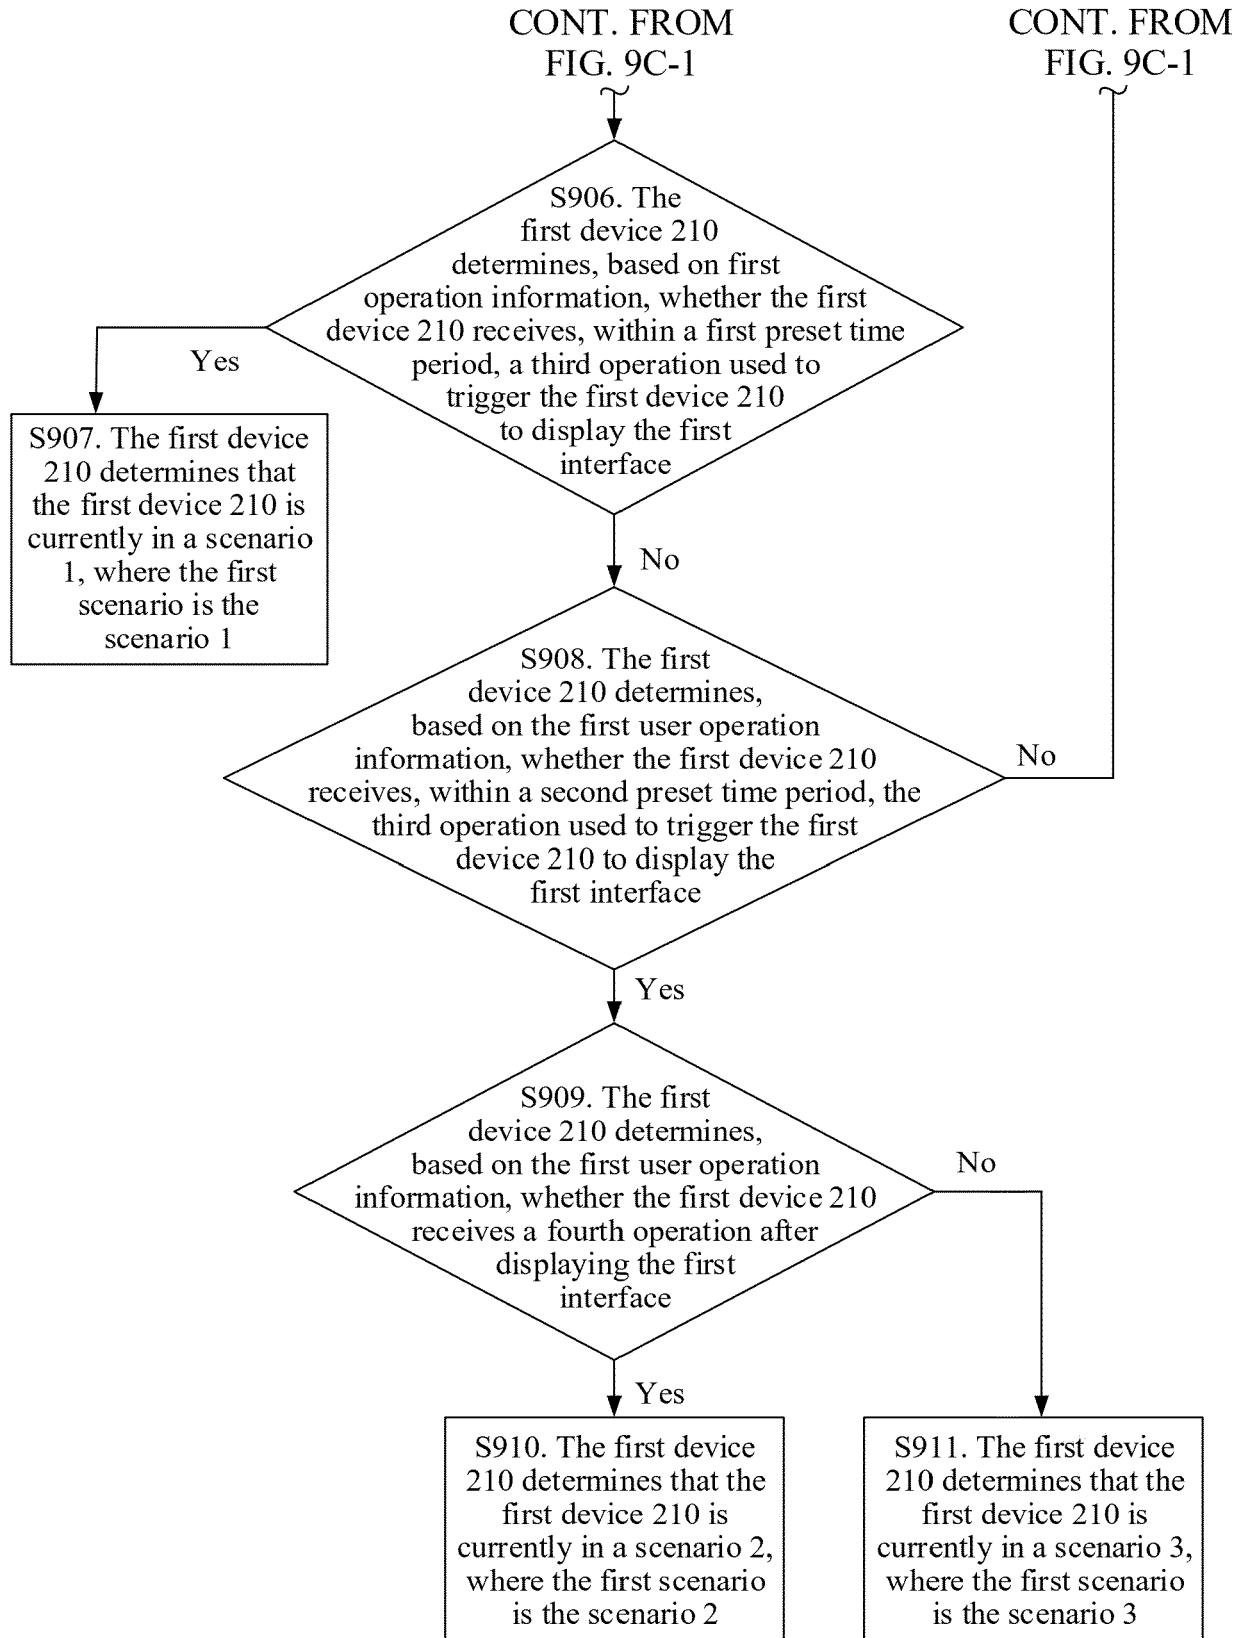 CONT. FROM
FIG. 9C-1
CONT. FROM
FIG. 9C-1
S906. The
first device 210
determines, based on first
operation information, whether the first
device 210 receives, within a first preset time
period, a third operation used to
trigger the first device 210
to display the first
interface
Yes
S907. The first device
210 determines that
the first device 210 is
currently in a scenario
1, where the first
scenario is the
scenario 1
No
S908. The first
device 210 determines,
based on the first user operation
information, whether the first device 210
receives, within a second preset time period, the
third operation used to trigger the first
device 210 to display the
first interface
No
Yes
S909. The first
device 210 determines,
based on the first user operation
information, whether the first device 210
receives a fourth operation after
displaying the first
interface
No
Yes
S910. The first device
210 determines that the
first device 210 is
currently in a scenario 2,
where the first scenario
is the scenario 2
S911. The first device
210 determines that the
first device 210 is
currently in a scenario 3,
where the first scenario
is the scenario 3